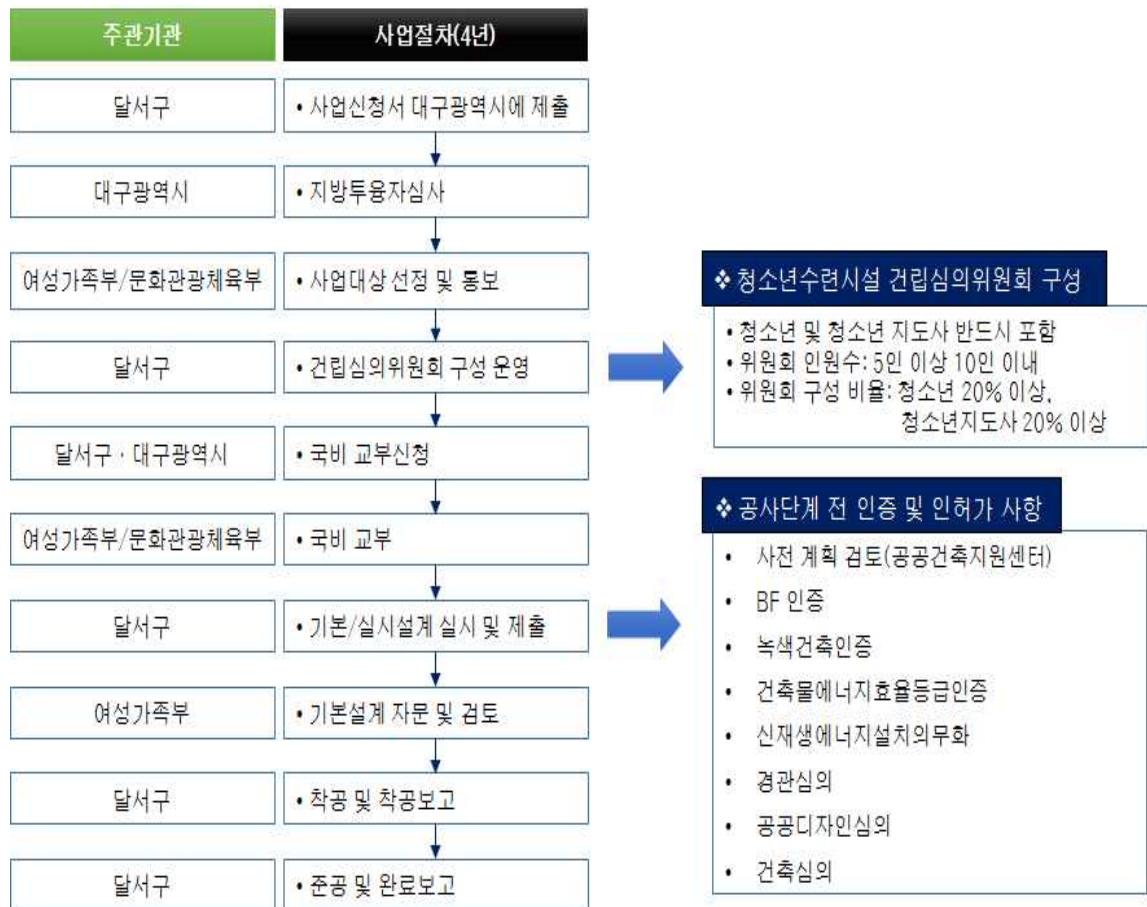 주관기관 사업절차(4년)
달서구 • 사업신청서 대구광역시에 제출
대구광역시 • 지방투융자심사
여성가족부/문화관광체육부 • 사업대상 선정 및 통보
달서구 • 건립심의위원회 구성 운영
달서구 · 대구광역시 • 국비 교부신청
여성가족부/문화관광체육부 • 국비 교부
달서구 • 기본/실시설계 실시 및 제출
여성가족부 • 기본설계 자문 및 검토
달서구 • 착공 및 착공보고
달서구 • 준공 및 완료보고
❖ 청소년수련시설 건립심의위원회 구성
• 청소년 및 청소년 지도사 반드시 포함
• 위원회 인원수: 5인 이상 10인 이내
• 위원회 구성 비율: 청소년 20% 이상,
청소년지도사 20% 이상
❖ 공사단계 전 인증 및 인허가 사항
• 사전 계획 검토(공공건축지원센터)
• BF 인증
• 녹색건축인증
• 건축물에너지효율등급인증
• 신재생에너지설치의무화
• 경관심의
• 공공디자인심의
• 건축심의